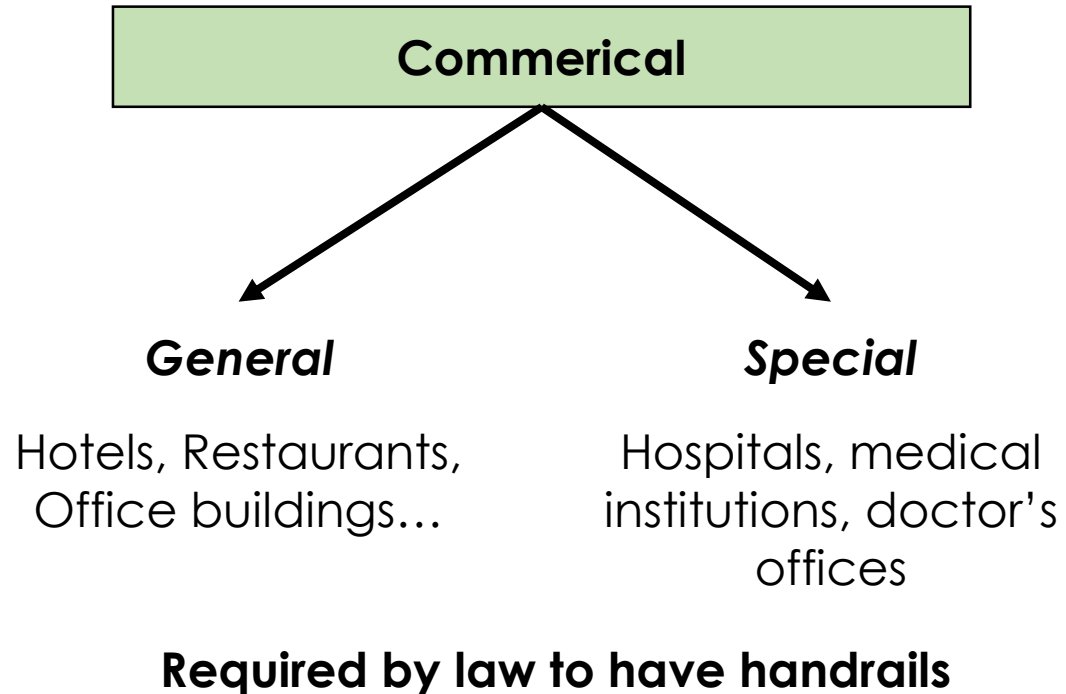 Commerical
General
Hotels, Restaurants,
Office buildings…
Special
Hospitals, medical
institutions, doctor’s
offices
Required by law to have handrails